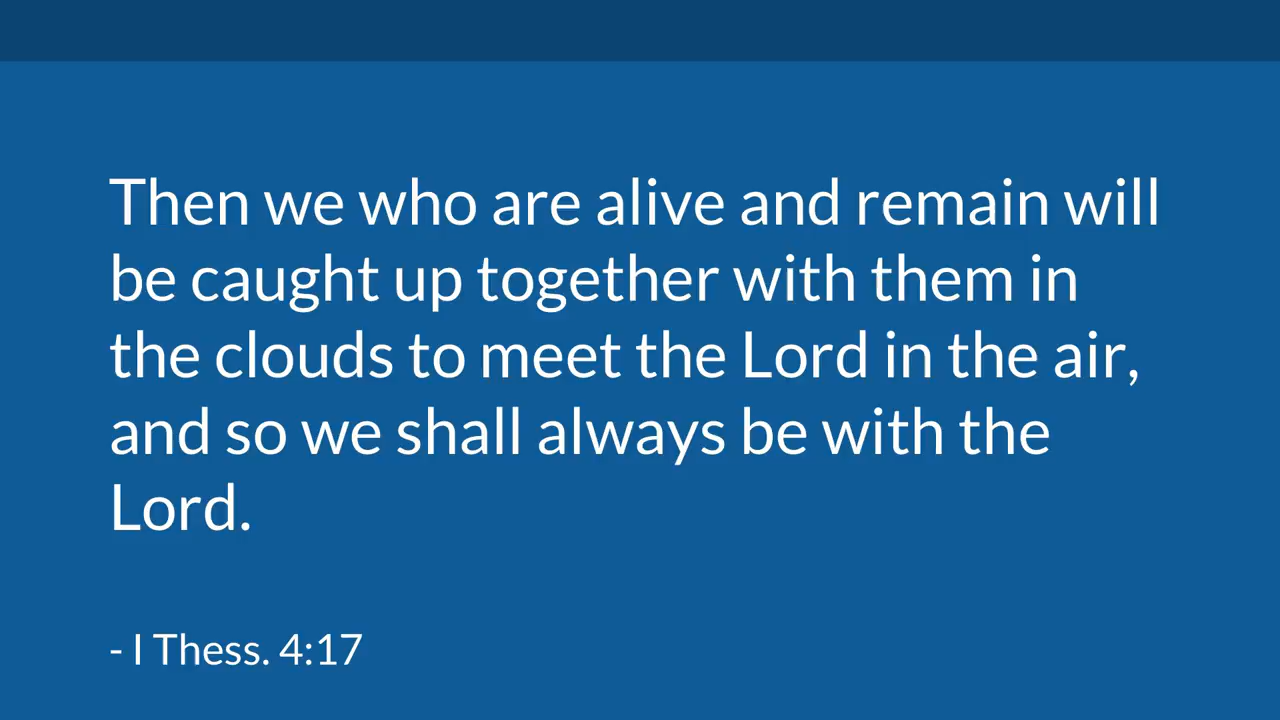 Then we who are alive and remain will
be caught up together with them in
the clouds to meet the Lord in the air,
and so we shall always be with the
Lord.
- I Thess. 4:17